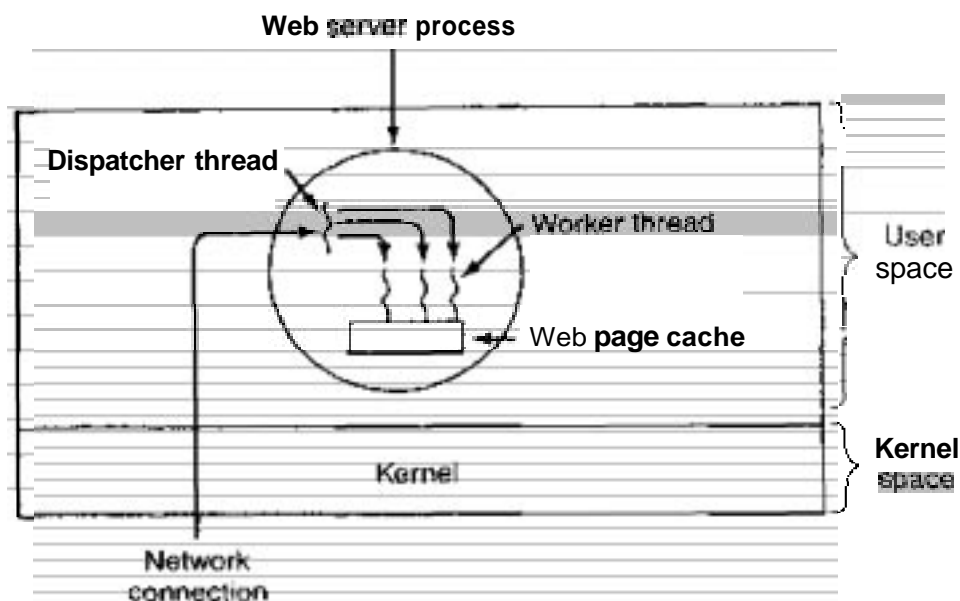 Web server process
Dispatcher thread
Worker thread
User
space
Web page cache
Kernel
Kernel
space
Network
connection